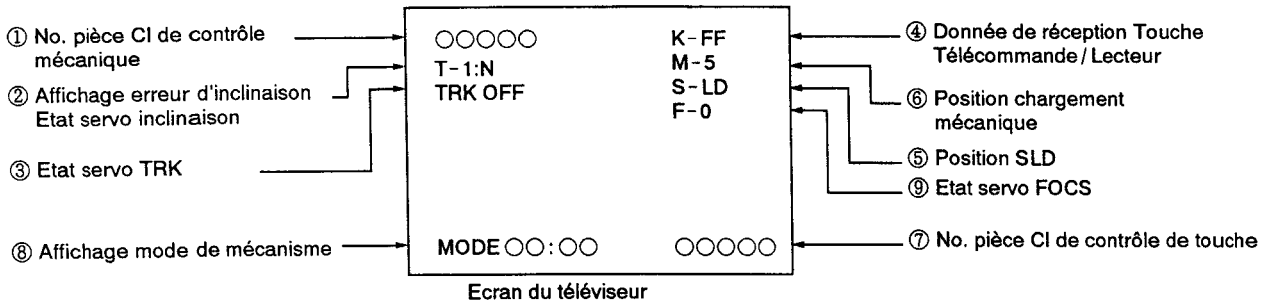 ① No. pièce CI de contrôle
mécanique
② Affichage erreur d'inclinaison
Etat servo inclinaison
③ Etat servo TRK
⑧ Affichage mode de mécanisme
○○○○○
T-1:N
TRK OFF
K-FF
M-5
S-LD
F-0
MODE○○:○○
○○○○○
④ Donnée de réception Touche
Télécommande/Lecteur
⑥ Position chargement
mécanique
⑤ Position SLD
⑨ Etat servo FOCS
⑦ No. pièce CI de contrôle de touche
Ecran du téléviseur